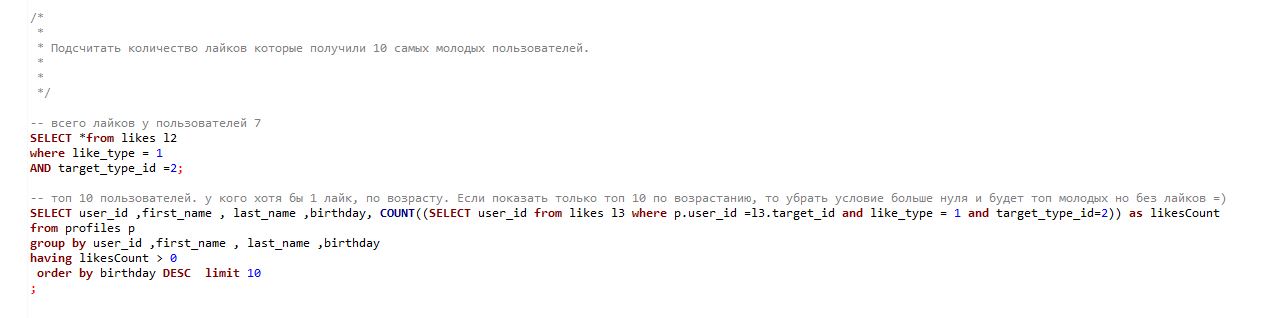 /*
*
* Подсчитать количество лайков которые получили 10 самых молодых пользователей.
*
*
*/
-- всего лайков у пользователей 7
SELECT *from likes l2
where like_type = 1
AND target_type_id =2;
-- топ 10 пользователей. у кого хотя бы 1 лайк, по возрасту. Если показать только топ 10 по возрастанию, то убрать условие больше нуля и будет топ молодых но без лайков =)
SELECT user_id ,first_name , last_name ,birthday, COUNT((SELECT user_id from likes l3 where p.user_id =l3.target_id and like_type = 1 and target_type_id=2)) as likesCount
from profiles p
group by user_id ,first_name , last_name ,birthday
having likesCount > 0
order by birthday DESC  limit 10
;